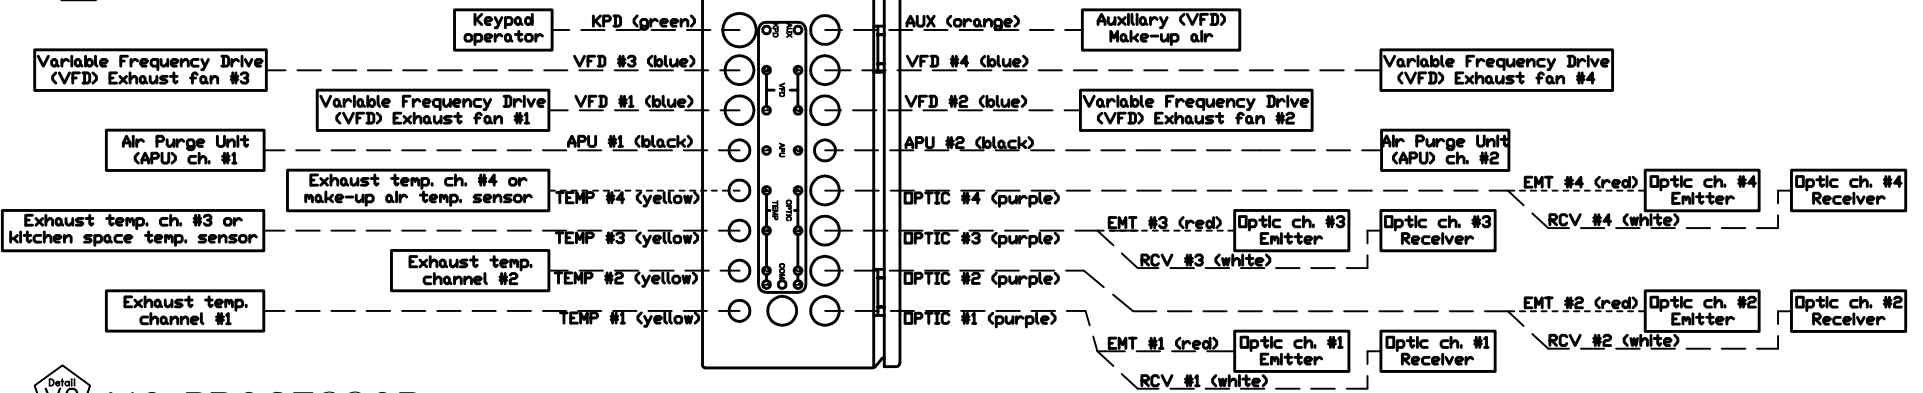 Keypad
operator
KPD (green)
AUX (orange)
Auxiliary (VFD)
Make-up air
Variable Frequency Drive
(VFD) Exhaust fan #3
VFD #3 (blue)
VFD #4 (blue)
Variable Frequency Drive
(VFD) Exhaust fan #4
Variable Frequency Drive
(VFD) Exhaust fan #1
VFD #1 (blue)
VFD #2 (blue)
Variable Frequency Drive
(VFD) Exhaust fan #2
Air Purge Unit
(APU) ch. #1
APU #1 (black)
APU #2 (black)
Air Purge Unit
(APU) ch. #2
Exhaust temp. ch. #4 or
make-up air temp. sensor
TEMP #4 (yellow)
OPTIC #4 (purple)
EMT #4 (red)
Optic ch. #4
Emitter
Optic ch. #4
Receiver
RCV #4 (white)
Exhaust temp. ch. #3 or
kitchen space temp. sensor
TEMP #3 (yellow)
OPTIC #3 (purple)
EMT #3 (red)
Optic ch. #3
Emitter
Optic ch. #3
Receiver
RCV #3 (white)
Exhaust temp.
channel #2
TEMP #2 (yellow)
OPTIC #2 (purple)
EMT #2 (red)
Optic ch. #2
Emitter
Optic ch. #2
Receiver
RCV #2 (white)
Exhaust temp.
channel #1
TEMP #1 (yellow)
OPTIC #1 (purple)
EMT #1 (red)
Optic ch. #1
Emitter
Optic ch. #1
Receiver
RCV #1 (white)
KPD
AUX
VFD
APU
OPTIC
TEMP
COM
Detail